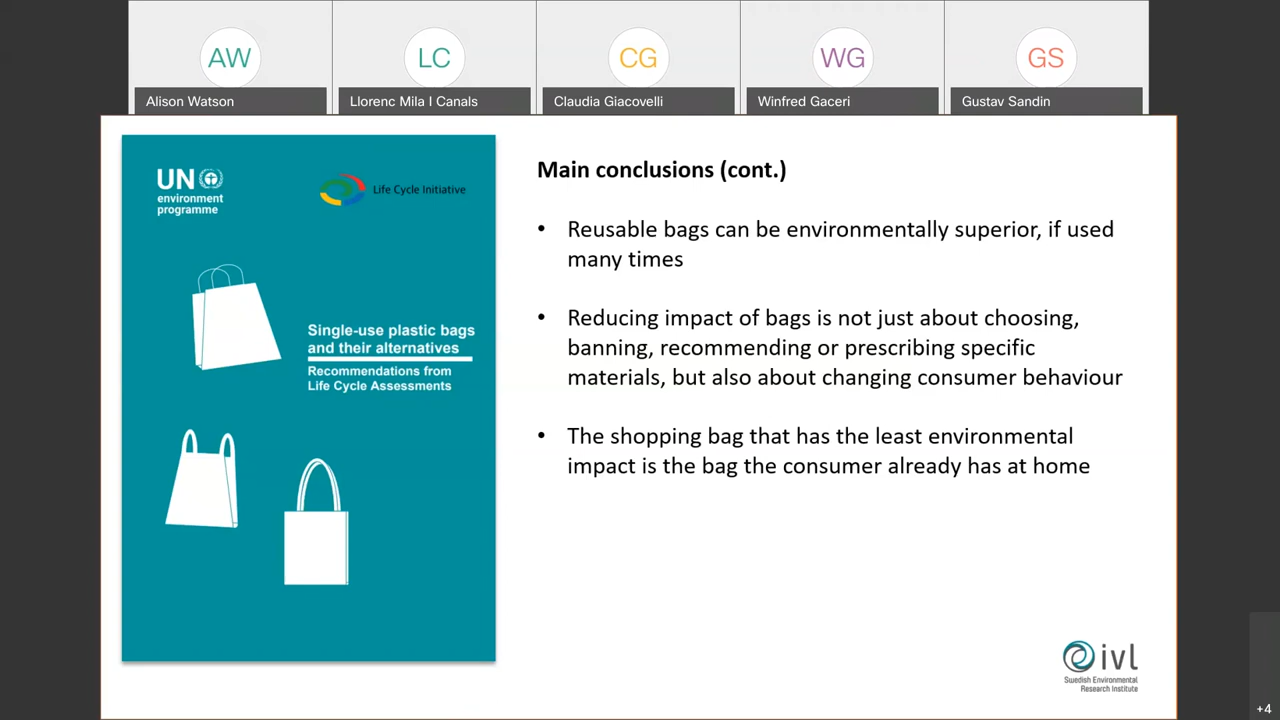 AW
LC
CG
WG
GS
Alison Watson
Llorenc Mila I Canals
Claudia Giacovelli
Winfred Gaceri
Gustav Sandin
UN
environment
programme
Life Cycle Initiative
Single-use plastic bags
and their alternatives
Recommendations from
Life Cycle Assessments
Main conclusions (cont.)
• Reusable bags can be environmentally superior, if used
many times
• Reducing impact of bags is not just about choosing,
banning, recommending or prescribing specific
materials, but also about changing consumer behaviour
• The shopping bag that has the least environmental
impact is the bag the consumer already has at home
ivl
Swedish Environmental
Research Institute
+4